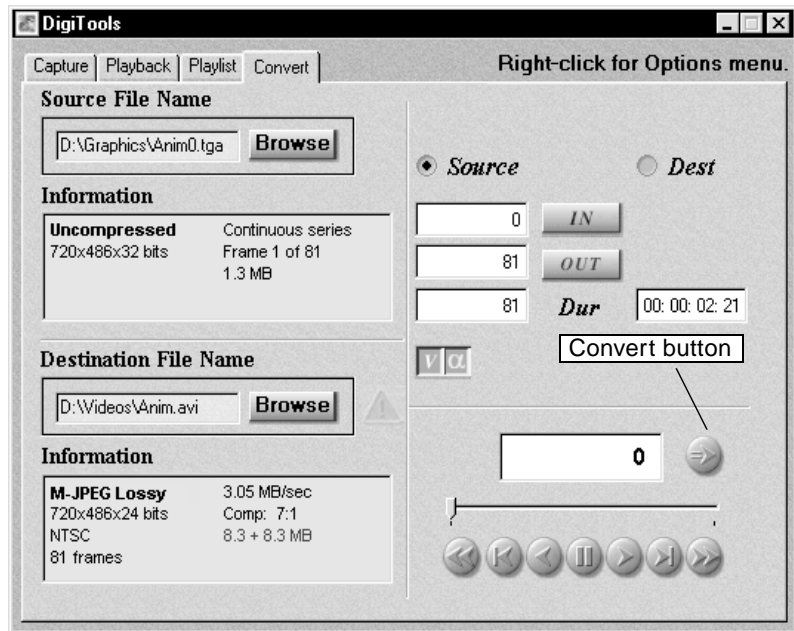 DigiTools
Capture Playback Playlist Convert
Right-click for Options menu.
Source File Name
D:\Graphics\Anim0.tga Browse
Information
Uncompressed Continuous series
720x486x32 bits Frame 1 of 81
1.3 MB
Destination File Name
D:\Videos\Anim.avi Browse
Information
M-JPEG Lossy 3.05 MB/sec
720x486x24 bits Comp: 7:1
NTSC 8.3 + 8.3 MB
81 frames
Source Dest
0 IN
81 OUT
81 Dur 00: 00: 02: 21
V α
Convert button
0